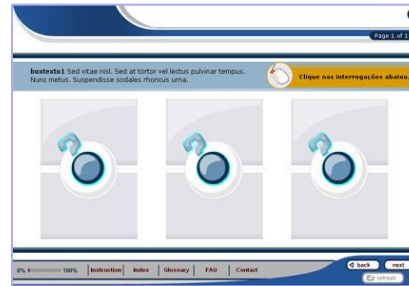 Page 1 of 1
boxtexto1 Sed vitae nisl. Sed at tortor vel lectus pulvinar tempus.
Nunc metus. Suspendisse sodales rhoncus urna.
Clique nas interrogações abaixo.
0% 100% Instruction Index Glossary FAQ Contact
back next
refresh